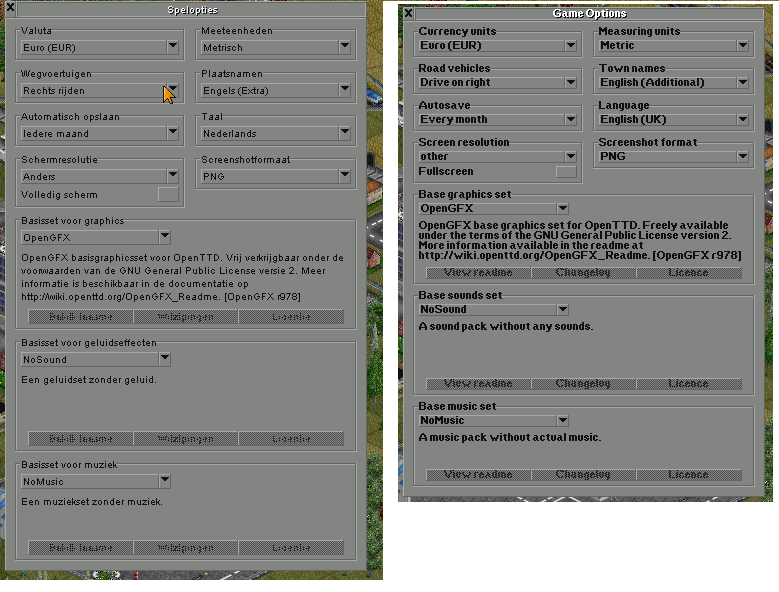 Spelopties
Valuta
Meeteenheden
Euro (EUR)
Metrisch
Wegvoertuigen
Plaatsnamen
Rechts rijden
Engels (Extra)
Automatisch opslaan
Taal
Iedere maand
Nederlands
Schermresolutie
Screenshotformaat
Anders
PNG
Volledig scherm
Basisset voor graphics
OpenGFX
OpenGFX basisgraphicsset voor OpenTTD. Vrij verkrijgbaar onder de
voorwaarden van de GNU General Public License versie 2. Meer
informatie is beschikbaar in de documentatie op
http://wiki.openttd.org/OpenGFX_Readme. [OpenGFX r978]
Bekijk leesme Wijzigingen Licentie
Basisset voor geluidseffecten
NoSound
Een geluidset zonder geluid.
Bekijk leesme Wijzigingen Licentie
Basisset voor muziek
NoMusic
Een muziekset zonder muziek.
Bekijk leesme Wijzigingen Licentie
Game Options
Currency units
Measuring units
Euro (EUR)
Metric
Road vehicles
Town names
Drive on right
English (Additional)
Autosave
Language
Every month
English (UK)
Screen resolution
Screenshot format
other
PNG
Fullscreen
Base graphics set
OpenGFX
OpenGFX base graphics set for OpenTTD. Freely available
under the terms of the GNU General Public License version 2.
More information available in the readme at
http://wiki.openttd.org/OpenGFX_Readme. [OpenGFX r978]
View readme Changelog Licence
Base sounds set
NoSound
A sound pack without any sounds.
View readme Changelog Licence
Base music set
NoMusic
A music pack without actual music.
View readme Changelog Licence